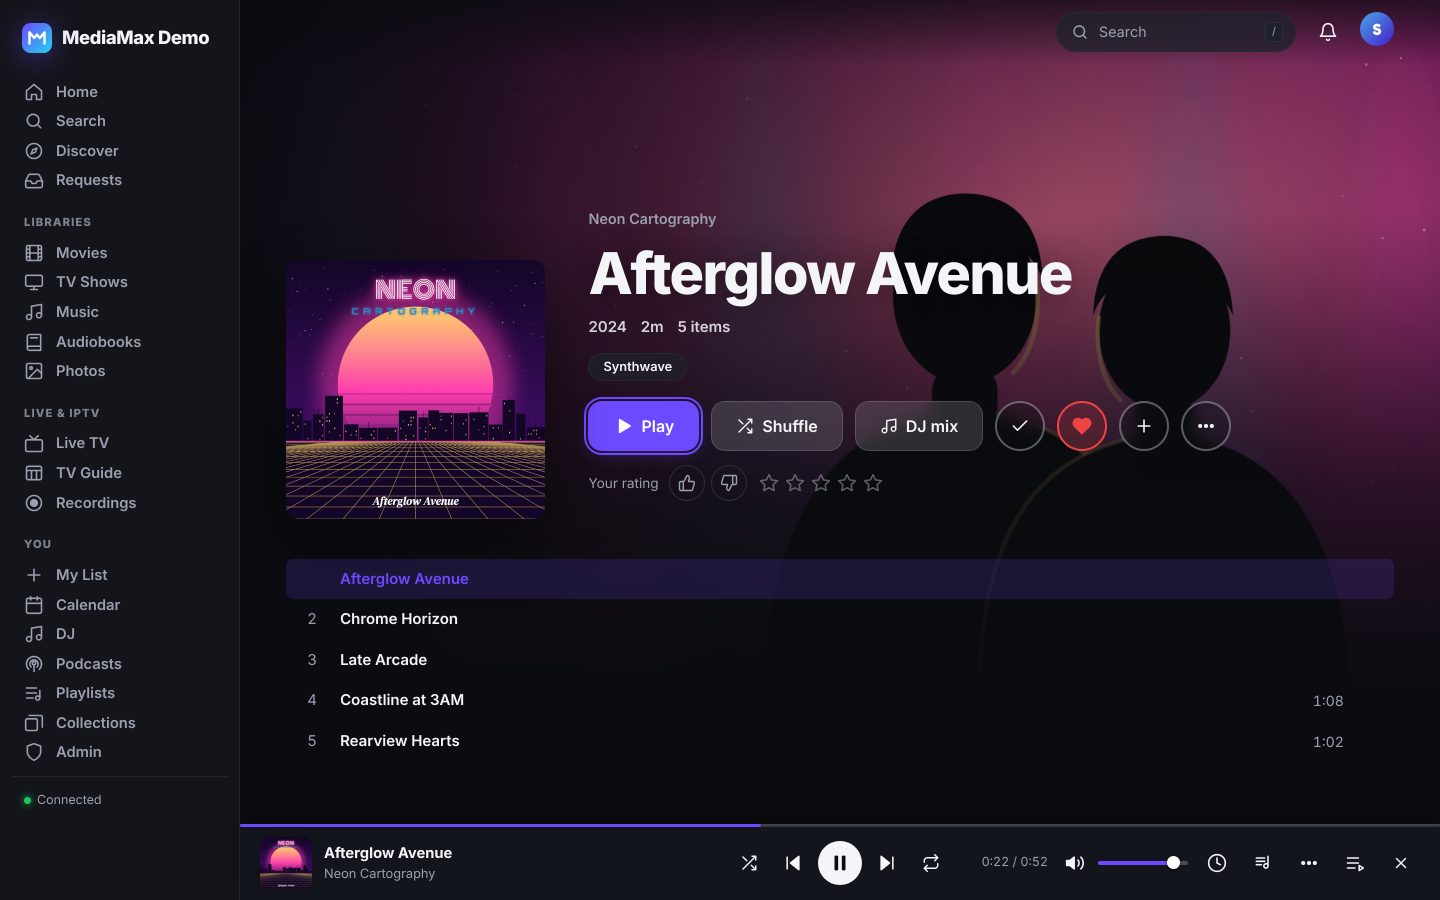 MediaMax Demo
Search
/
S
Home
Search
Discover
Requests
LIBRARIES
Movies
TV Shows
Music
Audiobooks
Photos
LIVE & IPTV
Live TV
TV Guide
Recordings
YOU
My List
Calendar
DJ
Podcasts
Playlists
Collections
Admin
Connected
NEON
CARTOGRAPHY
Afterglow Avenue
Neon Cartography
Afterglow Avenue
2024 2m 5 items
Synthwave
Play
Shuffle
DJ mix
Your rating
Afterglow Avenue
2 Chrome Horizon
3 Late Arcade
4 Coastline at 3AM 1:08
5 Rearview Hearts 1:02
NEON
Afterglow Avenue
Neon Cartography
0:22 / 0:52